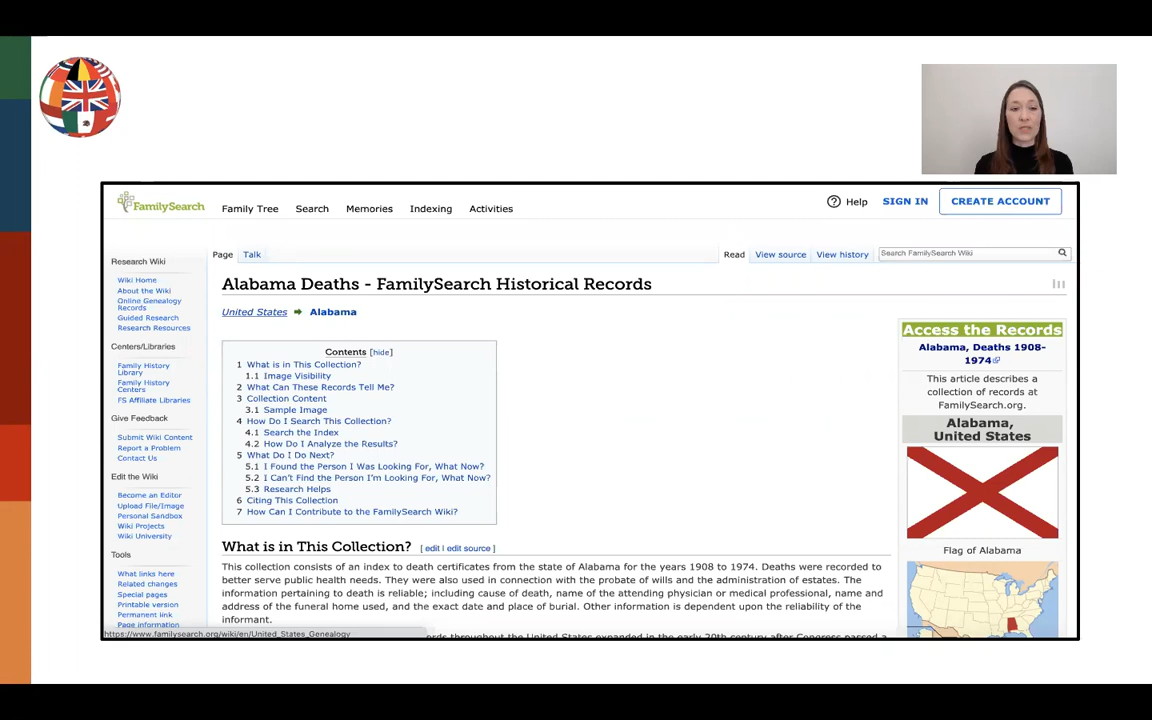 FamilySearch
Family Tree
Search
Memories
Indexing
Activities
Help
SIGN IN
CREATE ACCOUNT
Research Wiki
Wiki Home
About the Wiki
Online Genealogy
Records
Guided Research
Research Resources
Centers/Libraries
Family History
Library
Family History
Centers
FS Affiliate Libraries
Give Feedback
Submit Wiki Content
Report a Problem
Contact Us
Edit the Wiki
Become an Editor
Upload File/Image
Personal Sandbox
Wiki Projects
Wiki University
Tools
What links here
Related changes
Special pages
Printable version
Permanent link
Page information
https://www.familysearch.org/wiki/en/United_States_Genealogy
Page
Talk
Read
View source
View history
Search FamilySearch Wiki
Alabama Deaths - FamilySearch Historical Records
United States
Alabama
Contents [hide]
1 What is in This Collection?
1.1 Image Visibility
2 What Can These Records Tell Me?
3 Collection Content
3.1 Sample Image
4 How Do I Search This Collection?
4.1 Search the Index
4.2 How Do I Analyze the Results?
5 What Do I Do Next?
5.1 I Found the Person I Was Looking For, What Now?
5.2 I Can't Find the Person I'm Looking For, What Now?
5.3 Research Helps
6 Citing This Collection
7 How Can I Contribute to the FamilySearch Wiki?
What is in This Collection? [ edit | edit source ]
This collection consists of an index to death certificates from the state of Alabama for the years 1908 to 1974. Deaths were recorded to
better serve public health needs. They were also used in connection with the probate of wills and the administration of estates. The
information pertaining to death is reliable; including cause of death, name of the attending physician or medical professional, name and
address of the funeral home used, and the exact date and place of burial. Other information is dependent upon the reliability of the
informant.
ords throughout the United States expanded in the early 20th century after Congress passed a
Access the Records
Alabama, Deaths 1908-
1974
This article describes a
collection of records at
FamilySearch.org.
Alabama,
United States
Flag of Alabama